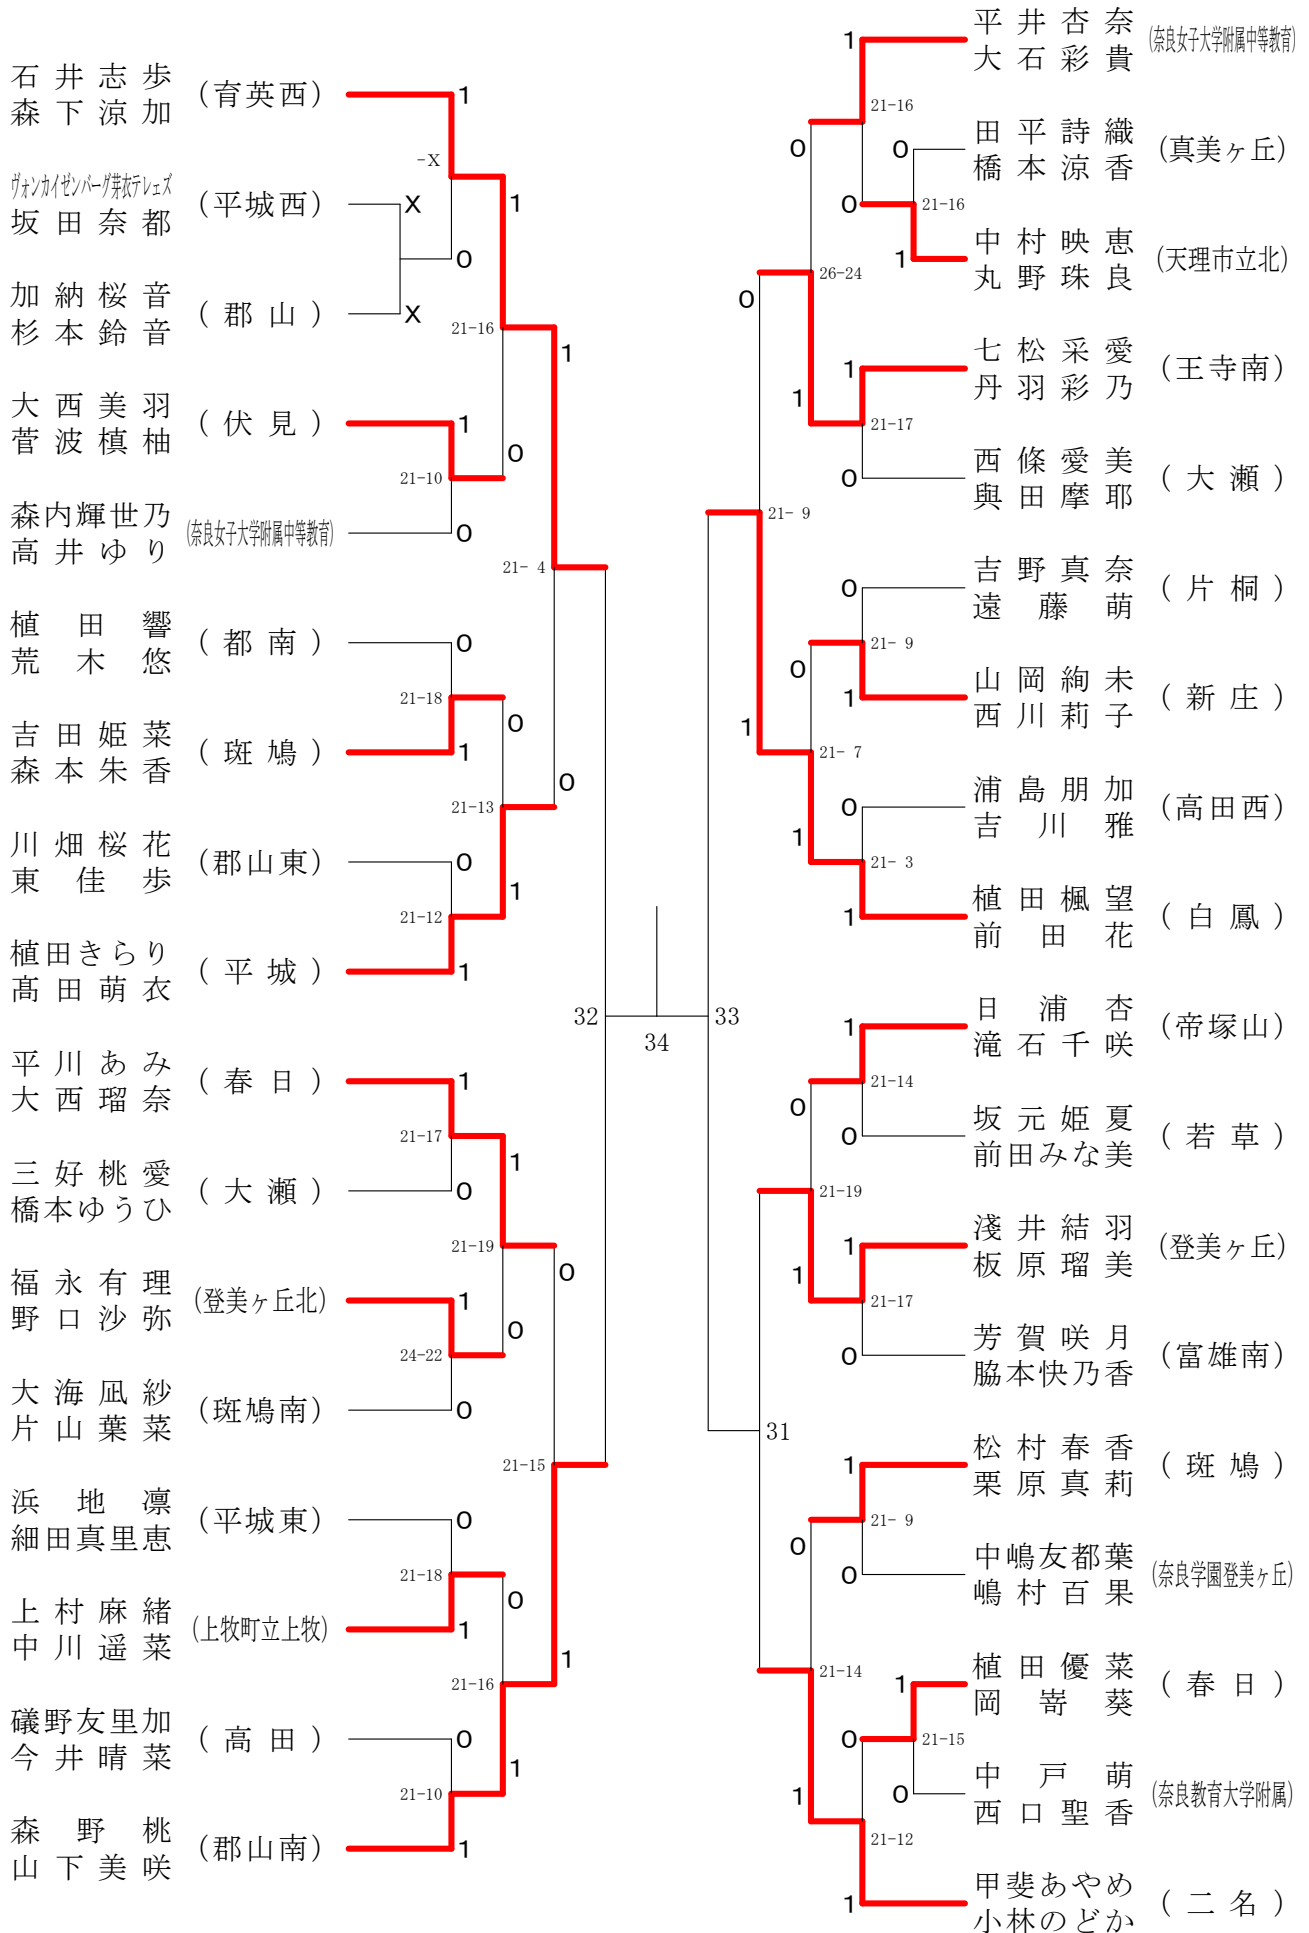 石井志歩
森下涼加
(育英西)
1
-X
ヴォンカイゼンバーグ芽衣テレェズ
坂田奈都
(平城西)
X
1
0
加納桜音
杉本鈴音
(郡山)
X
21-16
1
大西美羽
菅波槙柚
(伏見)
1
0
21-10
森内輝世乃
高井ゆり
(奈良女子大学附属中等教育)
0
21- 4
植田響
荒木悠
(都南)
0
21-18
0
吉田姫菜
森本朱香
(斑鳩)
1
0
21-13
川畑桜花
東佳歩
(郡山東)
0
1
21-12
植田きらり
髙田萌衣
(平城)
1
32
平川あみ
大西瑠奈
(春日)
1
21-17
1
三好桃愛
橋本ゆうひ
(大瀬)
0
21-19
0
福永有理
野口沙弥
(登美ヶ丘北)
1
0
24-22
大海凪紗
片山葉菜
(斑鳩南)
0
21-15
浜地凛
細田真里恵
(平城東)
0
21-18
0
上村麻緒
中川遥菜
(上牧町立上牧)
1
1
21-16
礒野友里加
今井晴菜
(高田)
0
1
21-10
森野桃
山下美咲
(郡山南)
1
34
平井杏奈
大石彩貴
(奈良女子大学附属中等教育)
1
21-16
0
田平詩織
橋本涼香
(真美ヶ丘)
0
0
21-16
中村映恵
丸野珠良
(天理市立北)
1
26-24
0
七松采愛
丹羽彩乃
(王寺南)
1
1
21-17
西條愛美
與田摩耶
(大瀬)
0
21- 9
吉野真奈
遠藤萌
(片桐)
0
21- 9
0
山岡絢未
西川莉子
(新庄)
1
1
21- 7
浦島朋加
吉川雅
(高田西)
0
1
21- 3
植田楓望
前田花
(白鳳)
1
33
日浦杏
滝石千咲
(帝塚山)
1
21-14
0
坂元姫夏
前田みな美
(若草)
0
21-19
淺井結羽
板原瑠美
(登美ヶ丘)
1
1
21-17
芳賀咲月
脇本快乃香
(富雄南)
0
31
松村春香
栗原真莉
(斑鳩)
1
21- 9
0
中嶋友都葉
嶋村百果
(奈良学園登美ヶ丘)
0
21-14
植田優菜
岡嵜葵
(春日)
1
0
21-15
中戸萌
西口聖香
(奈良教育大学附属)
0
1
21-12
甲斐あやめ
小林のどか
(二名)
1